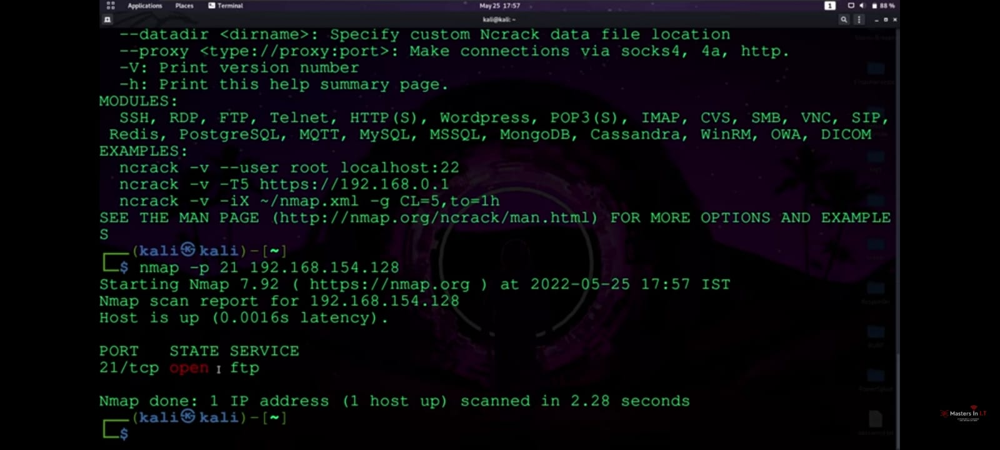 Applications Places Terminal May 25 17:57 1 88 %
kali@kali: ~
--datadir <dirname>: Specify custom Ncrack data file location
--proxy <type://proxy:port>: Make connections via socks4, 4a, http.
-V: Print version number
-h: Print this help summary page.
MODULES:
SSH, RDP, FTP, Telnet, HTTP(S), Wordpress, POP3(S), IMAP, CVS, SMB, VNC, SIP,
Redis, PostgreSQL, MQTT, MySQL, MSSQL, MongoDB, Cassandra, WinRM, OWA, DICOM
EXAMPLES:
ncrack -v --user root localhost:22
ncrack -v -T5 https://192.168.0.1
ncrack -v -iX ~/nmap.xml -g CL=5,to=1h
SEE THE MAN PAGE (http://nmap.org/ncrack/man.html) FOR MORE OPTIONS AND EXAMPLE
S
(kali㉿kali)-[~]
$ nmap -p 21 192.168.154.128
Starting Nmap 7.92 ( https://nmap.org ) at 2022-05-25 17:57 IST
Nmap scan report for 192.168.154.128
Host is up (0.0016s latency).
PORT STATE SERVICE
21/tcp open ftp
Nmap done: 1 IP address (1 host up) scanned in 2.28 seconds
(kali㉿kali)-[~]
$
Masters In I.T